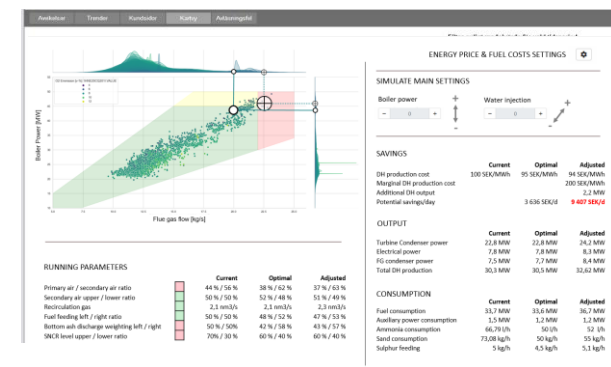 Avvikelser Trender Kundsidor Karlsy Avläsningsfel
ENERGY PRICE & FUEL COSTS SETTINGS
SIMULATE MAIN SETTINGS
Boiler power + Water injection +
- 0 + - 0 +
- -
Boiler Power [MW]
Flue gas flow [kg/s]
SAVINGS
Current Optimal Adjusted
DH production cost 100 SEK/MWh 95 SEK/MWh 94 SEK/MWh
Marginal DH production cost 200 SEK/MWh
Additional DH output 2,2 MW
Potential savings/day 3 636 SEK/d 9 407 SEK/d
OUTPUT
Current Optimal Adjusted
Turbine Condenser power 22,8 MW 22,8 MW 24,2 MW
Electrical power 7,8 MW 7,8 MW 8,3 MW
FG condenser power 7,5 MW 7,7 MW 8,4 MW
Total DH production 30,3 MW 30,5 MW 32,62 MW
RUNNING PARAMETERS
Current Optimal Adjusted
Primary air / secondary air ratio 44 % / 56 % 38 % / 62 % 37 % / 63 %
Secondary air upper / lower ratio 50 % / 50 % 52 % / 48 % 51 % / 49 %
Recirculation gas 2,1 nm3/s 2,1 nm3/s 2,3 nm3/s
Fuel feeding left / right ratio 50 % / 50 % 48 % / 52 % 47 % / 53 %
Bottom ash discharge weighting left / right 50 % / 50% 42 % / 58 % 43 % / 57 %
SNCR level upper / lower ratio 70% / 30 % 60 % / 40 % 60 % / 40 %
CONSUMPTION
Current Optimal Adjusted
Fuel consumption 33,7 MW 33,6 MW 36,7 MW
Auxiliary power consumption 1,5 MW 1,2 MW 1,2 MW
Ammonia consumption 66,79 l/h 50 l/h 52 l/h
Sand consumption 73,08 kg/h 50 kg/h 55 kg/h
Sulphur feeding 5 kg/h 4,5 kg/h 5,1 kg/h